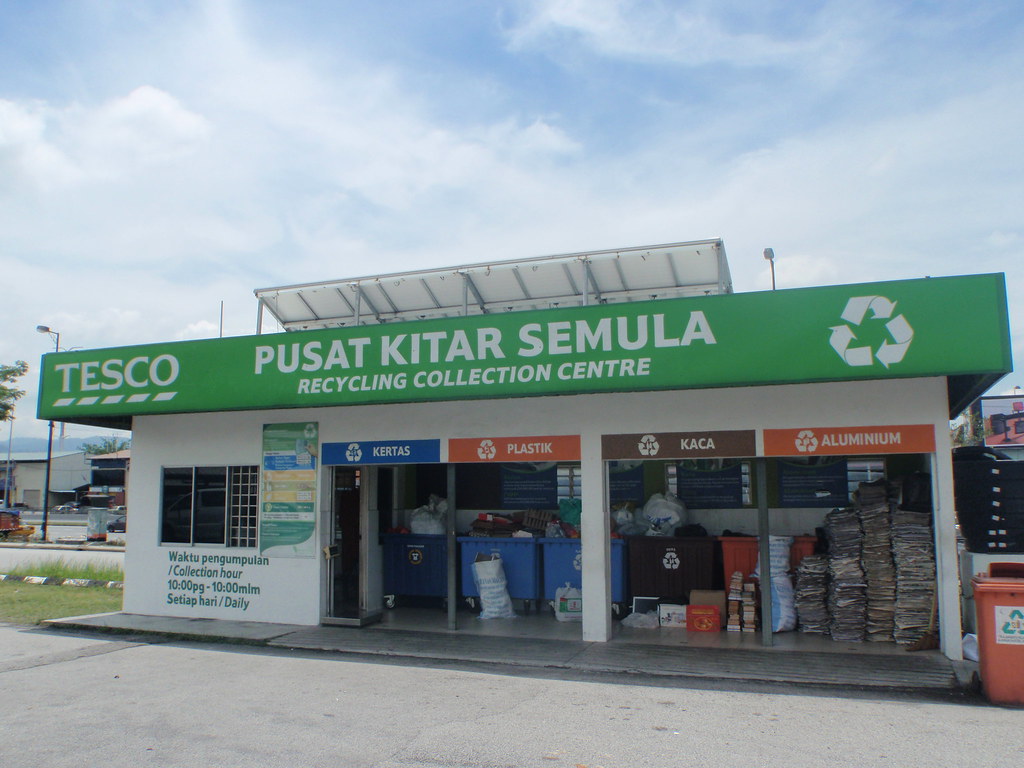 TESCO
PUSAT KITAR SEMULA
RECYCLING COLLECTION CENTRE
KERTAS
PLASTIK
KACA
ALUMINIUM
Waktu pengumpulan
/ Collection hour
10:00pg - 10:00mlm
Setiap hari / Daily